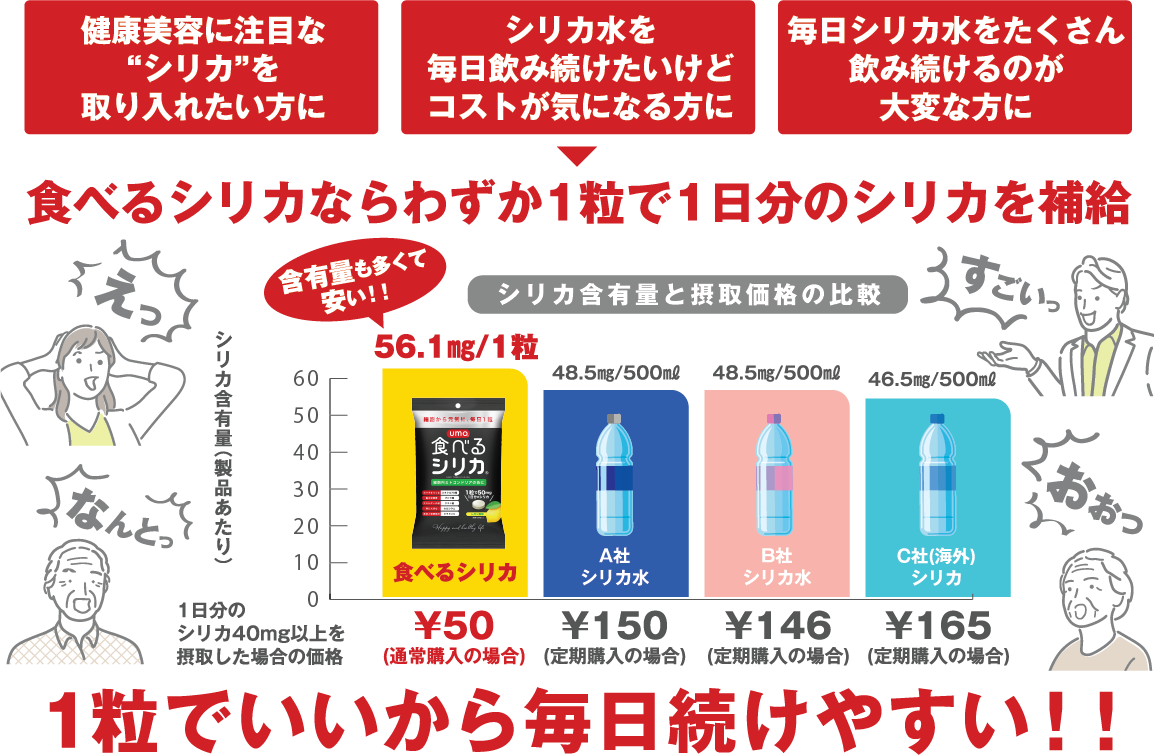 健康美容に注目な
“シリカ”を
取り入れたい方に
シリカ水を
毎日飲み続けたいけど
コストが気になる方に
毎日シリカ水をたくさん
飲み続けるのが
大変な方に
食べるシリカならわずか1粒で1日分のシリカを補給
えっ
含有量も多くて
安い!!
シリカ含有量と摂取価格の比較
すごいっ
なんとっ
おおっ
シリカ含有量(製品あたり)
60
50
40
30
20
10
0
56.1㎎/1粒
48.5㎎/500㎖
48.5㎎/500㎖
46.5㎎/500㎖
uma
食べる
シリカ
1粒で50mg
Happy and healthy life
食べるシリカ
A社
シリカ水
B社
シリカ水
C社(海外)
シリカ
1日分の
シリカ40mg以上を
摂取した場合の価格
¥50
(通常購入の場合)
¥150
(定期購入の場合)
¥146
(定期購入の場合)
¥165
(定期購入の場合)
1粒でいいから毎日続けやすい!!